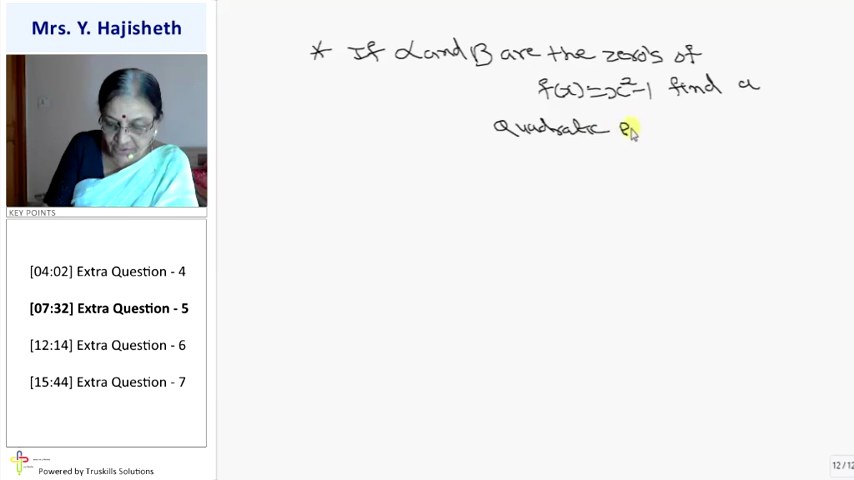 Mrs. Y. Hajisheth
* If α and β are the zero's of
f(x) = x² - 1 find a
Quadratic e
KEY POINTS
[04:02] Extra Question - 4
[07:32] Extra Question - 5
[12:14] Extra Question - 6
[15:44] Extra Question - 7
Powered by Truskills Solutions
12 / 12